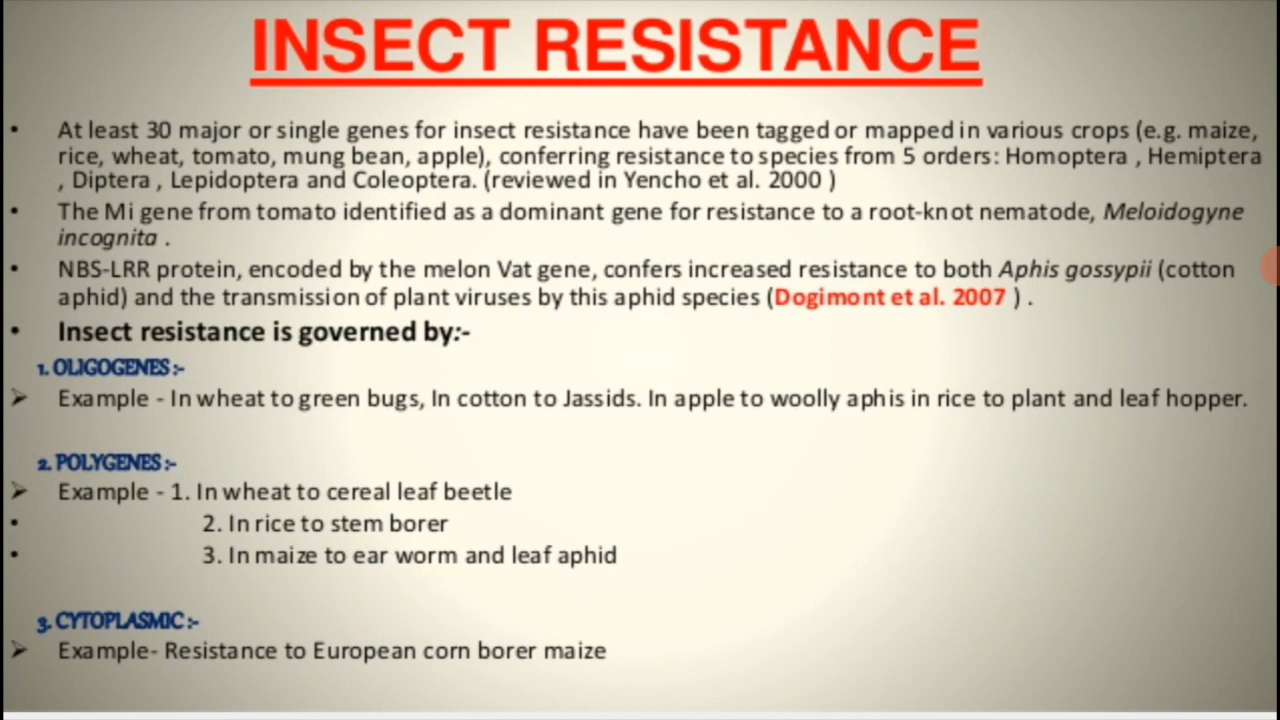 INSECT RESISTANCE
• At least 30 major or single genes for insect resistance have been tagged or mapped in various crops (e.g. maize,
rice, wheat, tomato, mung bean, apple), conferring resistance to species from 5 orders: Homoptera , Hemiptera
, Diptera , Lepidoptera and Coleoptera. (reviewed in Yencho et al. 2000 )
• The Mi gene from tomato identified as a dominant gene for resistance to a root-knot nematode, Meloidogyne
incognita .
• NBS-LRR protein, encoded by the melon Vat gene, confers increased resistance to both Aphis gossypii (cotton
aphid) and the transmission of plant viruses by this aphid species (Dogimont et al. 2007 ) .
• Insect resistance is governed by:-
1. OLIGOGENES :-
➢ Example - In wheat to green bugs, In cotton to Jassids. In apple to woolly aphis in rice to plant and leaf hopper.
2. POLYGENES :-
➢ Example - 1. In wheat to cereal leaf beetle
• 2. In rice to stem borer
• 3. In maize to ear worm and leaf aphid
3. CYTOPLASMIC :-
➢ Example- Resistance to European corn borer maize